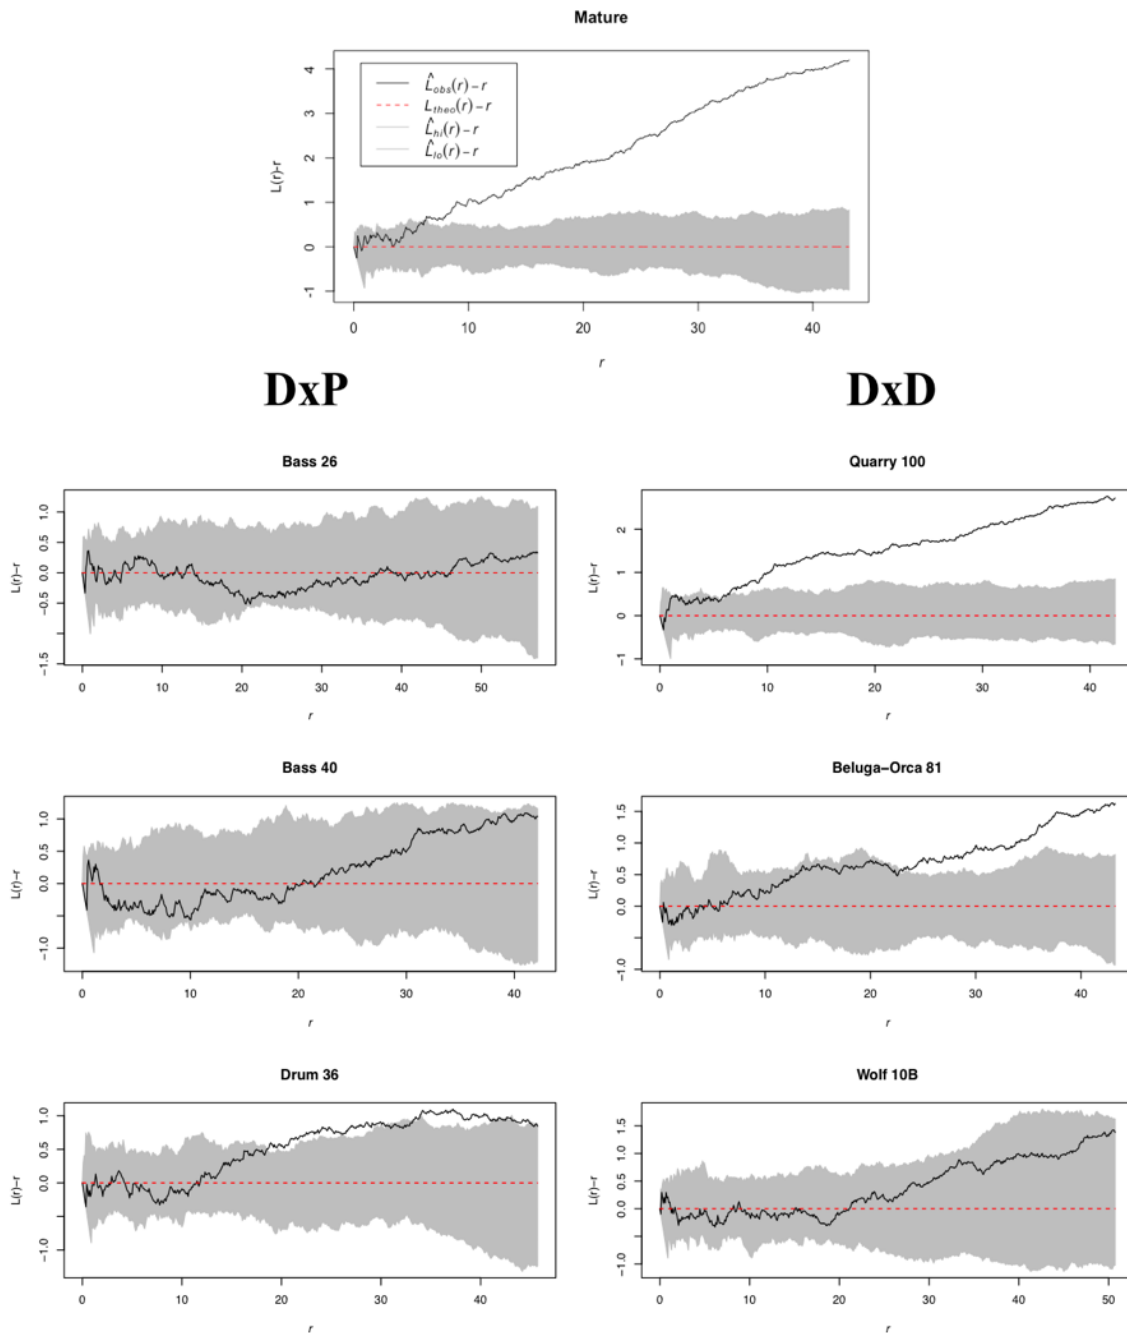 Mature
L̂obs(r)−r
Ltheo(r)−r
L̂hi(r)−r
L̂lo(r)−r
L(r)-r
4
3
2
1
0
-1
0 10 20 30 40
r
DxP DxD
Bass 26
L(r)−r
1.0
0.5
0.0
−0.5
−1.5
0 10 20 30 40 50
r
Quarry 100
L(r)−r
2
1
0
−1
0 10 20 30 40
r
Bass 40
L(r)−r
1.0
0.5
0.0
−1.0
0 10 20 30 40
r
Beluga−Orca 81
L(r)−r
1.5
1.0
0.5
0.0
−1.0
0 10 20 30 40
r
Drum 36
L(r)−r
1.0
0.5
0.0
−1.0
0 10 20 30 40
r
Wolf 10B
L(r)−r
1.5
1.0
0.5
0.0
−1.0
0 10 20 30 40 50
r